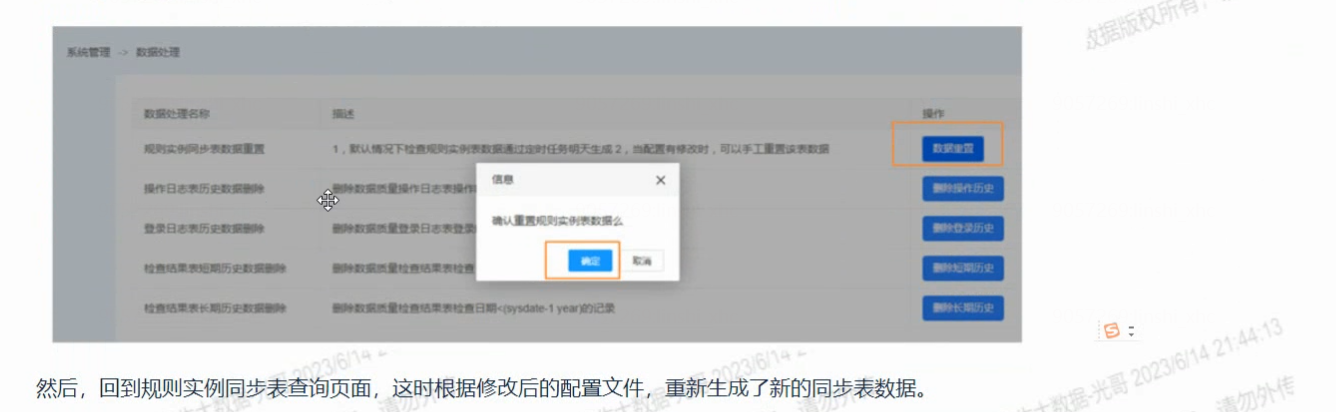 数据版权所有,
系统管理 -> 数据处理
数据处理名称 描述 操作
规则实例同步表数据重置 1，默认情况下检查规则实例表数据通过定时任务明天生成 2，当配置有修改时，可以手工重置该表数据 数据重置
信息
操作日志表历史数据删除 删除数据质量操作日志表操作 删除操作历史
确认重置规则实例表数据么
登录日志表历史数据删除 删除数据质量登录日志表登录 删除登录历史
确定 取消
检查结果表短期历史数据删除 删除数据质量检查结果表检查 删除短期历史
检查结果表长期历史数据删除 删除数据质量检查结果表检查日期<(sysdate-1 year)的记录 删除长期历史
2023/6/14
2023/6/14
数据-光哥 2023/6/14 21:44:13
然后，回到规则实例同步表查询页面，这时根据修改后的配置文件，重新生成了新的同步表数据。
请勿外传